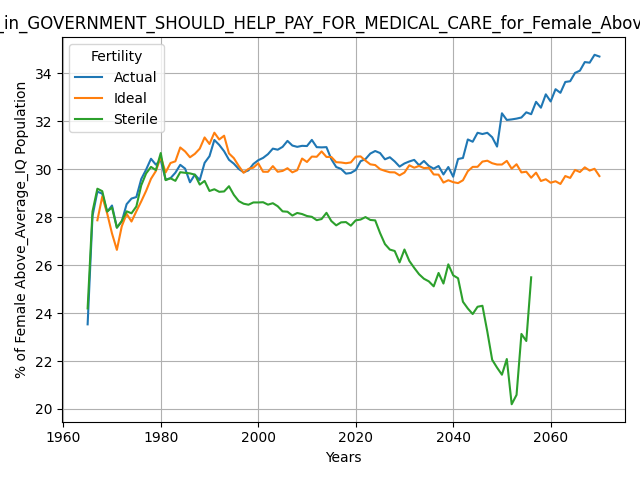 _in_GOVERNMENT_SHOULD_HELP_PAY_FOR_MEDICAL_CARE_for_Female_Abov
Fertility
Actual
Ideal
Sterile
% of Female Above_Average_IQ Population
34
32
30
28
26
24
22
20
1960
1980
2000
2020
2040
2060
Years